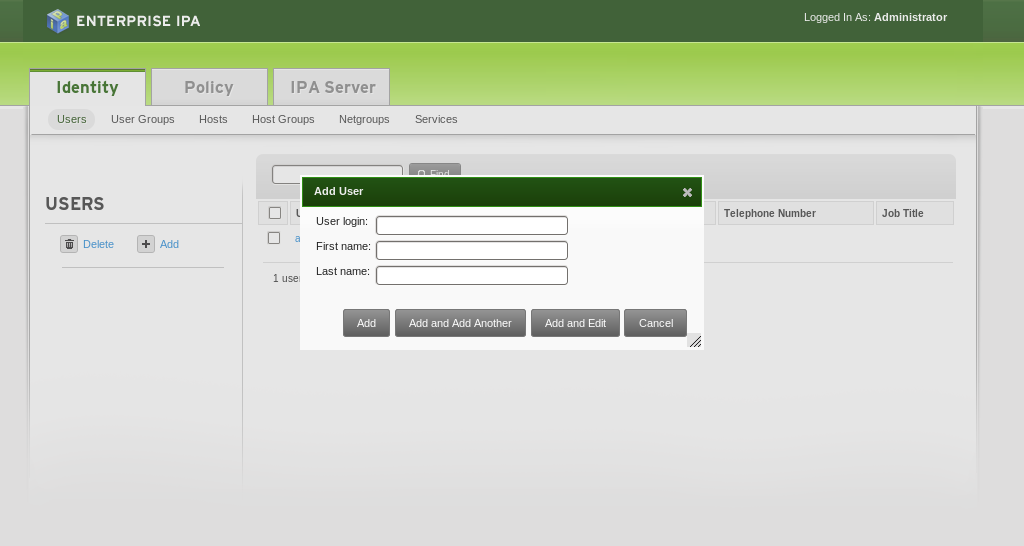 ENTERPRISE IPA
Logged In As: Administrator
Identity Policy IPA Server
Users User Groups Hosts Host Groups Netgroups Services
Find
Add User
USERS
Telephone Number Job Title
User login:
First name:
Last name:
Delete Add
1 user
Add Add and Add Another Add and Edit Cancel